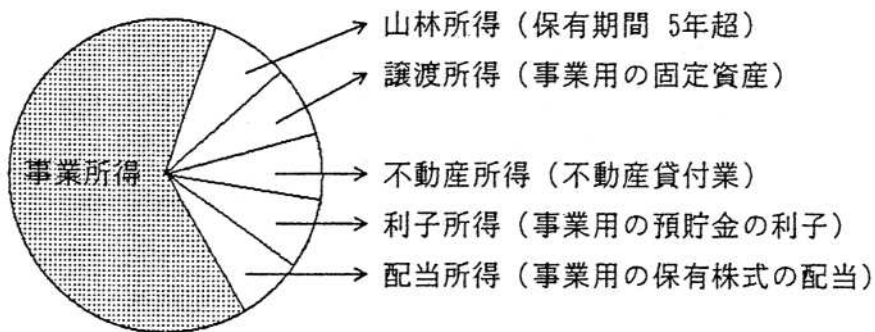 山林所得（保有期間 5年超）
譲渡所得（事業用の固定資産）
事業所得
不動産所得（不動産貸付業）
利子所得（事業用の預貯金の利子）
配当所得（事業用の保有株式の配当）